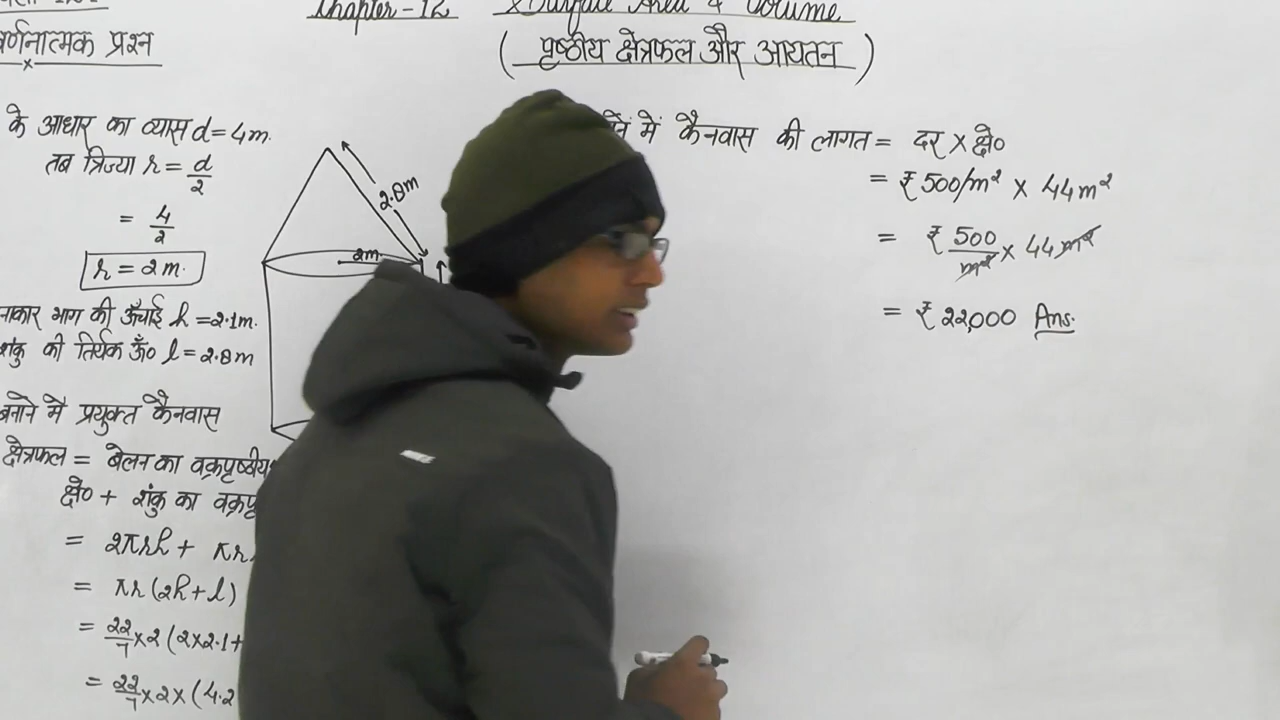 Chapter-12 Surface Area & Volume
वर्णनात्मक प्रश्न
( पृष्ठीय क्षेत्रफल और आयतन )
के आधार का व्यास d = 4m.
तब त्रिज्या r = d/2
= 4/2
r = 2m.
2.8m
2m.
ऊँचाई h = 2.1m.
शंकु की तिर्यक ऊँ० l = 2.8m
बनाने में प्रयुक्त कैनवास
क्षेत्रफल = बेलन का वक्रपृष्ठीय
क्षे० + शंकु का वक्रपृ
= 2πrh + πr
= πr(2h+l)
= 22/7 × 2 (2×2.1+
= 22/7 × 2 × (4.2
में कैनवास की लागत = दर × क्षे०
= ₹ 500/m² × 44m²
= ₹ 500/m² × 44 m²
= ₹ 22,000 Ans.